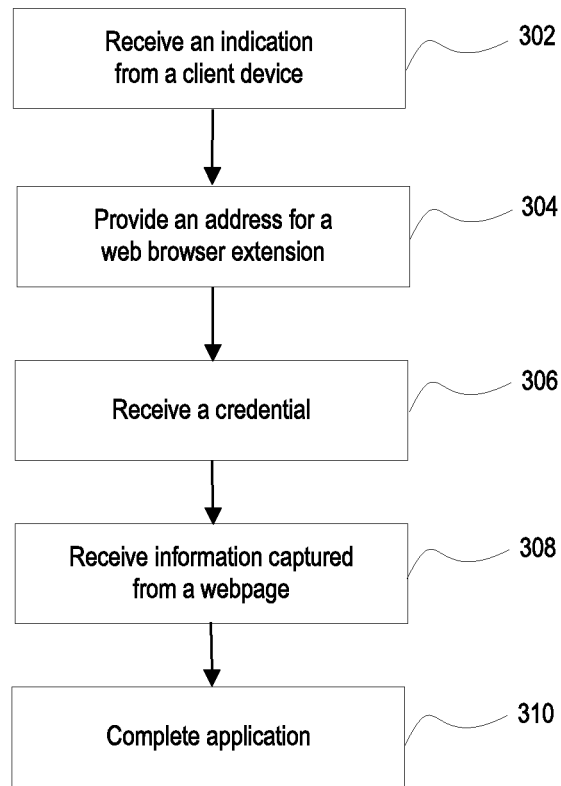 Receive an indication
from a client device
302
Provide an address for a
web browser extension
304
Receive a credential
306
Receive information captured
from a webpage
308
Complete application
310